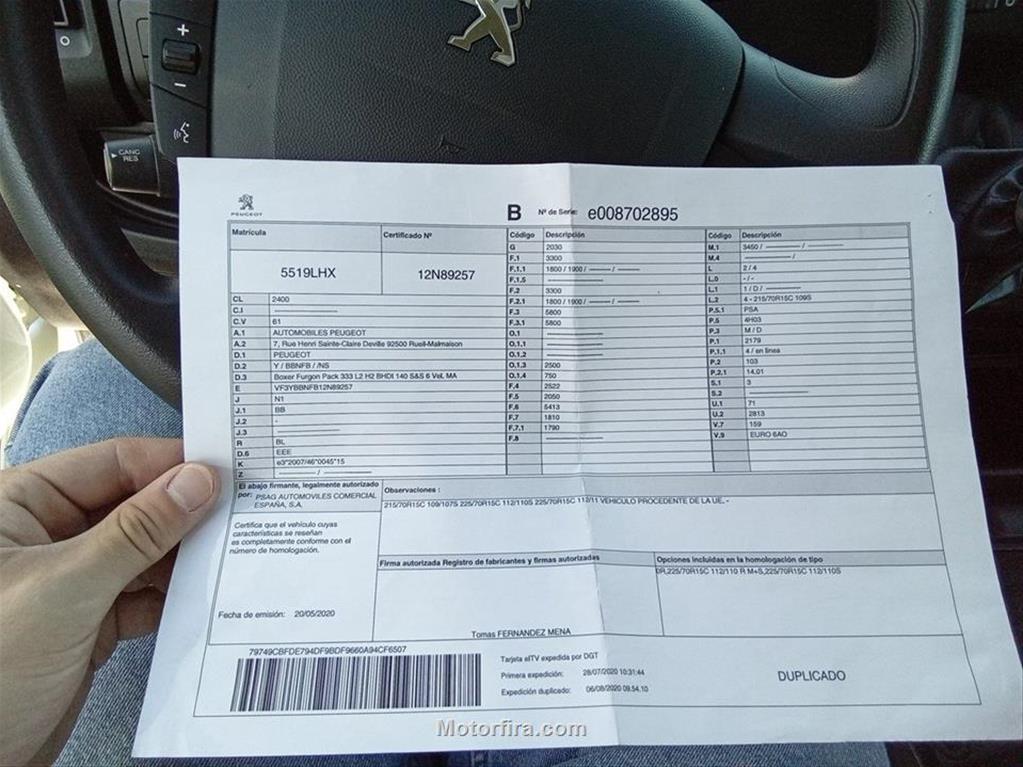 CANC
RES
PEUGEOT
B Nº de Serie: e008702895
Matrícula Certificado Nº
5519LHX 12N89257
CL 2400
C.I
C.V 61
A.1 AUTOMOBILES PEUGEOT
A.2 7, Rue Henri Sainte-Claire Deville 92500 Rueil-Malmaison
D.1 PEUGEOT
D.2 Y / BBNFB / /NS
D.3 Boxer Furgon Pack 333 L2 H2 BHDI 140 S&S 6 Vel. MA
E VF3YBBNFB12N89257
J N1
J.1 BB
J.2 -
J.3
R BL
D.6 EEE
K e3*2007/46*0045*15
Z
Código Descripción
G 2030
F.1 3300
F.1.1 1800 / 1900 /
F.1.5
F.2 3300
F.2.1 1800 / 1900 /
F.3 5800
F.3.1 5800
O.1
O.1.1
O.1.2
O.1.3 2500
O.1.4 750
F.4 2522
F.5 2050
F.6 5413
F.7 1810
F.7.1 1790
F.8
Código Descripción
M.1 3450 /
M.4 /
L 2 / 4
L.0 - / -
L.1 1 / D /
L.2 4 - 215/70R15C 109S
P.5.1 PSA
P.5 4H03
P.3 M / D
P.1 2179
P.1.1 4 / en línea
P.2 103
P.2.1 14,01
S.1 3
S.2
U.1 71
U.2 2813
V.7 159
V.9 EURO 6AO
El abajo firmante, legalmente autorizado
por: PSAG AUTOMOVILES COMERCIAL
ESPAÑA, S.A.
Certifica que el vehículo cuyas
características se reseñan
es completamente conforme con el
número de homologación.
Fecha de emisión: 20/05/2020
Observaciones :
215/70R15C 109/107S 225/70R15C 112/110S 225/70R15C 112/11 VEHICULO PROCEDENTE DE LA UE. -
Firma autorizada Registro de fabricantes y firmas autorizadas
Tomas FERNANDEZ MENA
Opciones incluidas en la homologación de tipo
0R,225/70R15C 112/110 R M+S,225/70R15C 112/110S
79749CBFDE794DF9BDF9660A94CF6507
Tarjeta eITV expedida por DGT
Primera expedición: 28/07/2020 10:31:44
Expedición duplicado: 06/08/2020 09.54.10
DUPLICADO
Motorfira.com